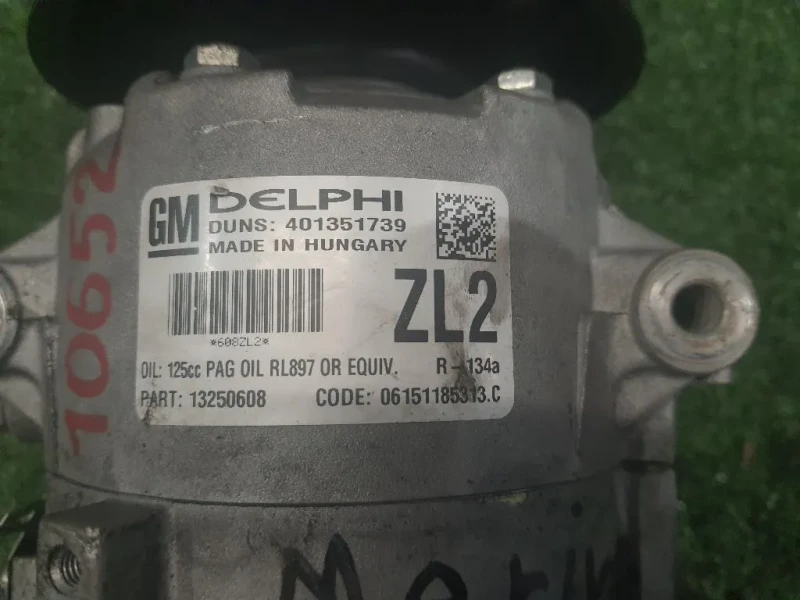 10652
GM DELPHI
DUNS: 401351739
MADE IN HUNGARY
ZL2
*608ZL2*
OIL: 125cc PAG OIL RL897 OR EQUIV. R-134a
PART: 13250608 CODE: 06151185313.C